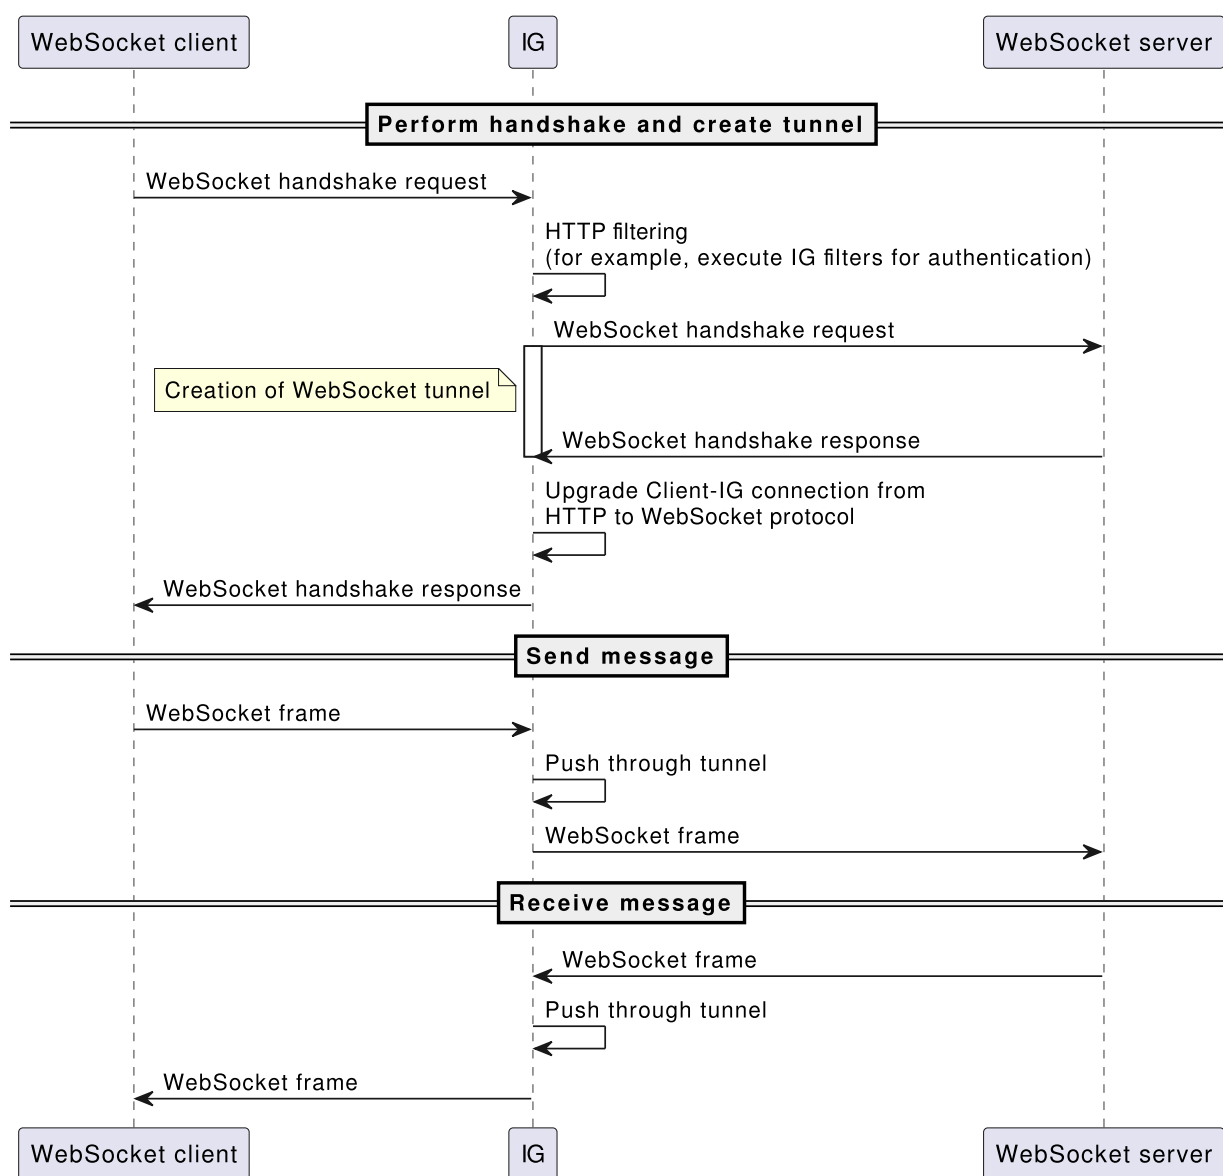 WebSocket client
IG
WebSocket server
Perform handshake and create tunnel
WebSocket handshake request
HTTP filtering
(for example, execute IG filters for authentication)
WebSocket handshake request
Creation of WebSocket tunnel
WebSocket handshake response
Upgrade Client-IG connection from
HTTP to WebSocket protocol
WebSocket handshake response
Send message
WebSocket frame
Push through tunnel
WebSocket frame
Receive message
WebSocket frame
Push through tunnel
WebSocket frame
WebSocket client
IG
WebSocket server